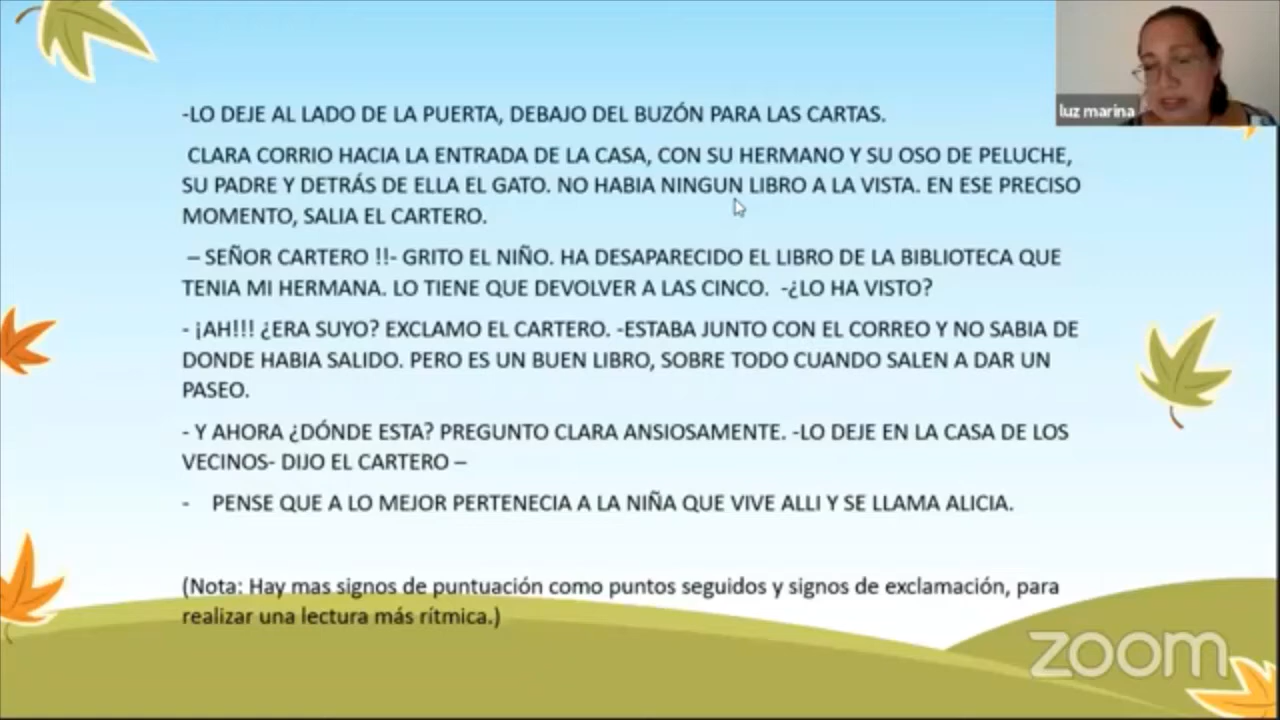 -LO DEJE AL LADO DE LA PUERTA, DEBAJO DEL BUZÓN PARA LAS CARTAS.
CLARA CORRIO HACIA LA ENTRADA DE LA CASA, CON SU HERMANO Y SU OSO DE PELUCHE,
SU PADRE Y DETRÁS DE ELLA EL GATO. NO HABIA NINGUN LIBRO A LA VISTA. EN ESE PRECISO
MOMENTO, SALIA EL CARTERO.
– SEÑOR CARTERO !!- GRITO EL NIÑO. HA DESAPARECIDO EL LIBRO DE LA BIBLIOTECA QUE
TENIA MI HERMANA. LO TIENE QUE DEVOLVER A LAS CINCO. -¿LO HA VISTO?
- ¡AH!!! ¿ERA SUYO? EXCLAMO EL CARTERO. -ESTABA JUNTO CON EL CORREO Y NO SABIA DE
DONDE HABIA SALIDO. PERO ES UN BUEN LIBRO, SOBRE TODO CUANDO SALEN A DAR UN
PASEO.
- Y AHORA ¿DÓNDE ESTA? PREGUNTO CLARA ANSIOSAMENTE. -LO DEJE EN LA CASA DE LOS
VECINOS- DIJO EL CARTERO –
- PENSE QUE A LO MEJOR PERTENECIA A LA NIÑA QUE VIVE ALLI Y SE LLAMA ALICIA.
(Nota: Hay mas signos de puntuación como puntos seguidos y signos de exclamación, para
realizar una lectura más rítmica.)
luz marina
zoom